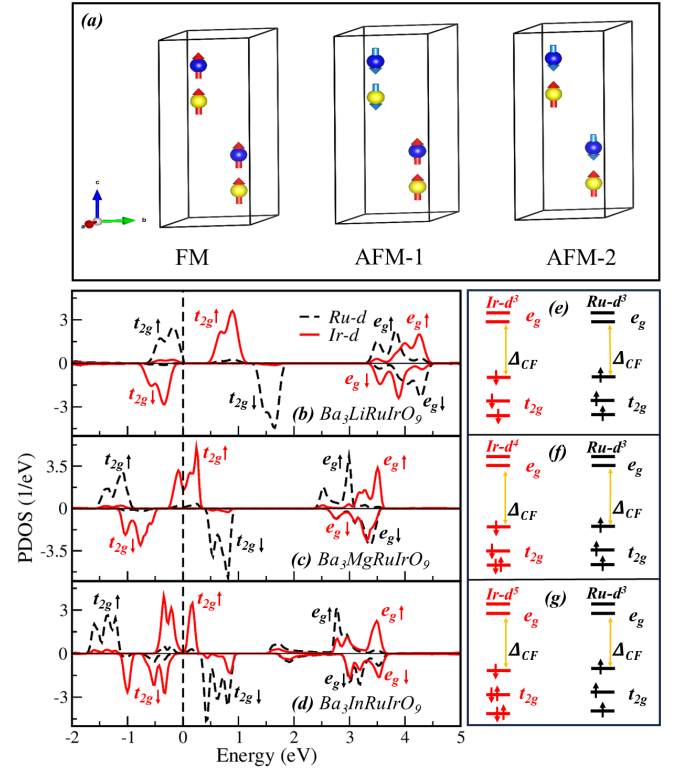 (a)
c
b
a
FM AFM-1 AFM-2
3
0
-3
t2g↑
t2g↑
Ru-d
Ir-d
eg↑
eg↑
t2g↓
t2g↓
eg↓
eg↓
(b) Ba3LiRuIrO9
3.5
0
-3.5
t2g↑
t2g↑
eg↑
eg↑
t2g↓
t2g↓
eg↓
eg↓
(c) Ba3MgRuIrO9
3
0
-3
t2g↑
t2g↑
eg↑
eg↑
t2g↓
t2g↓
eg↓
eg↓
(d) Ba3InRuIrO9
-2 -1 0 1 2 3 4 5
Energy (eV)
PDOS (1/eV)
Ir-d3 (e) Ru-d3
eg eg
ΔCF ΔCF
t2g t2g
Ir-d4 (f) Ru-d3
eg eg
ΔCF ΔCF
t2g t2g
Ir-d5 (g) Ru-d3
eg eg
ΔCF ΔCF
t2g t2g